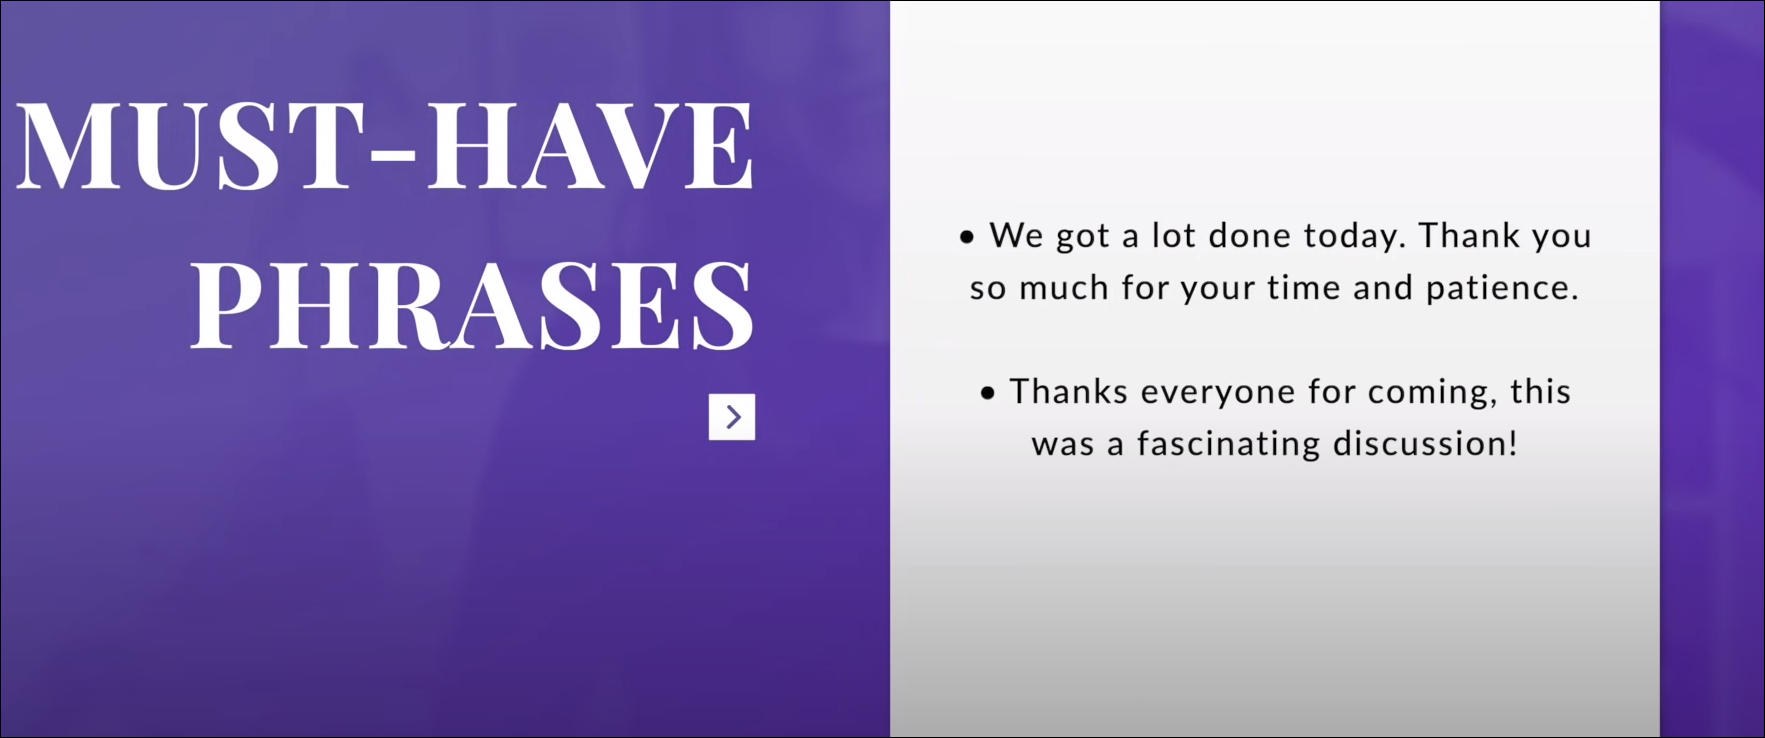 MUST-HAVE
PHRASES
• We got a lot done today. Thank you
so much for your time and patience.
• Thanks everyone for coming, this
was a fascinating discussion!